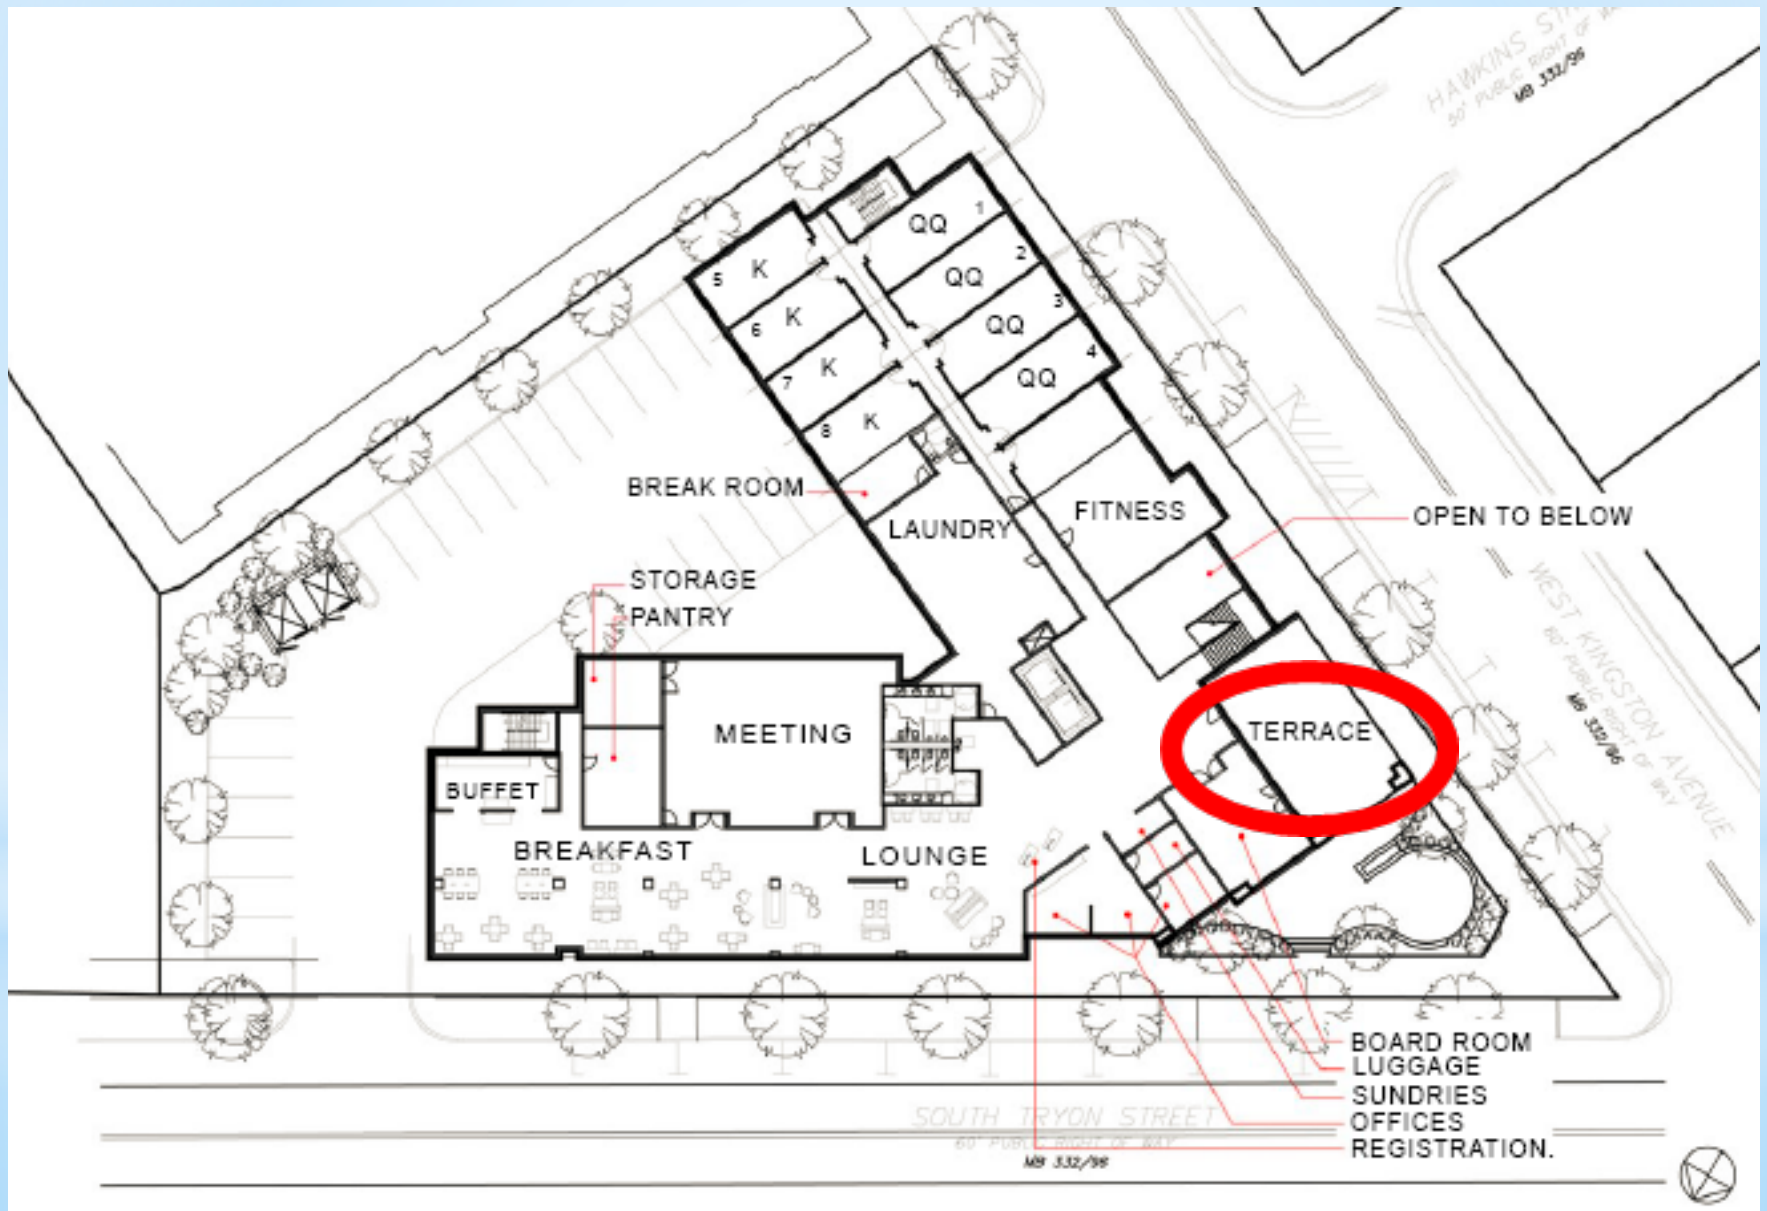 HAWKINS
50' PUBLIC RIGHT OF
MB 332/96
QQ 1
2
QQ
3
QQ
4
QQ
5 K
6 K
7 K
8 K
BREAK ROOM
LAUNDRY
FITNESS
OPEN TO BELOW
STORAGE
PANTRY
WEST KINGSTON AVENUE
60' PUBLIC RIGHT OF WAY
MB 332/96
MEETING
TERRACE
BUFFET
BREAKFAST
LOUNGE
BOARD ROOM
LUGGAGE
SUNDRIES
OFFICES
REGISTRATION.
SOUTH TRYON STREET
60' PUBLIC RIGHT OF WAY
MB 332/96